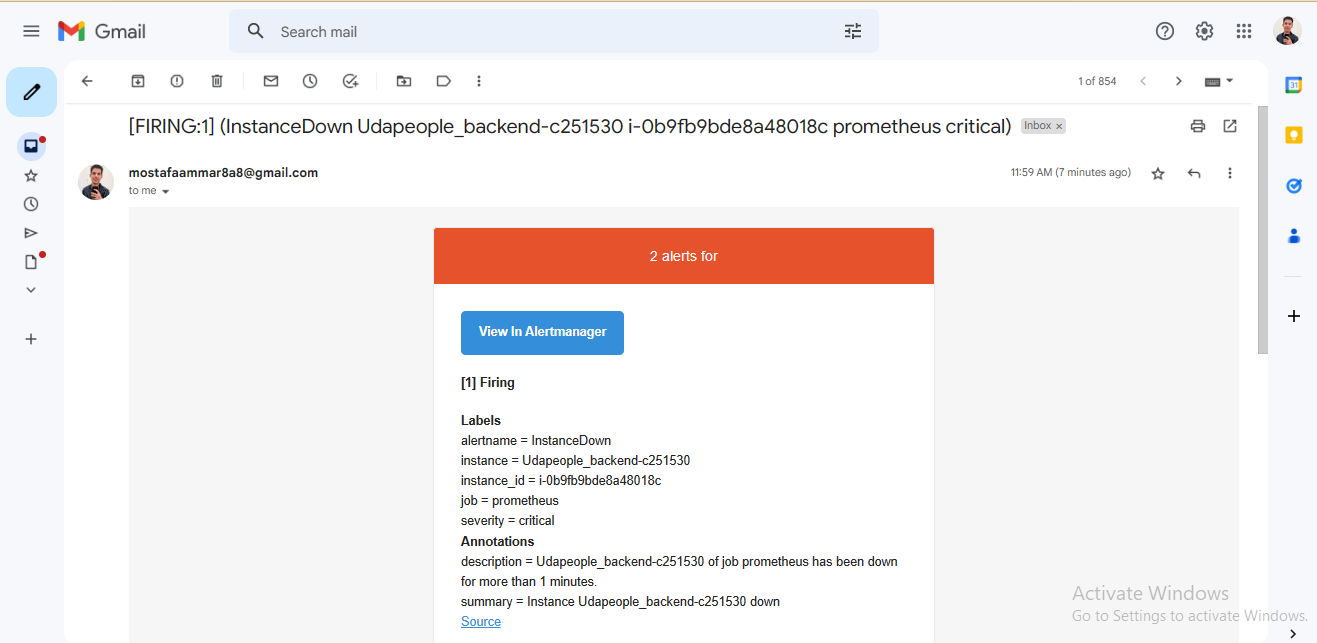 Gmail
Search mail
1 of 854
[FIRING:1] (InstanceDown Udapeople_backend-c251530 i-0b9fb9bde8a48018c prometheus critical) Inbox ×
mostafaammar8a8@gmail.com
11:59 AM (7 minutes ago)
to me
2 alerts for
View In Alertmanager
[1] Firing
Labels
alertname = InstanceDown
instance = Udapeople_backend-c251530
instance_id = i-0b9fb9bde8a48018c
job = prometheus
severity = critical
Annotations
description = Udapeople_backend-c251530 of job prometheus has been down
for more than 1 minutes.
summary = Instance Udapeople_backend-c251530 down
Source
Activate Windows
Go to Settings to activate Windows.
31